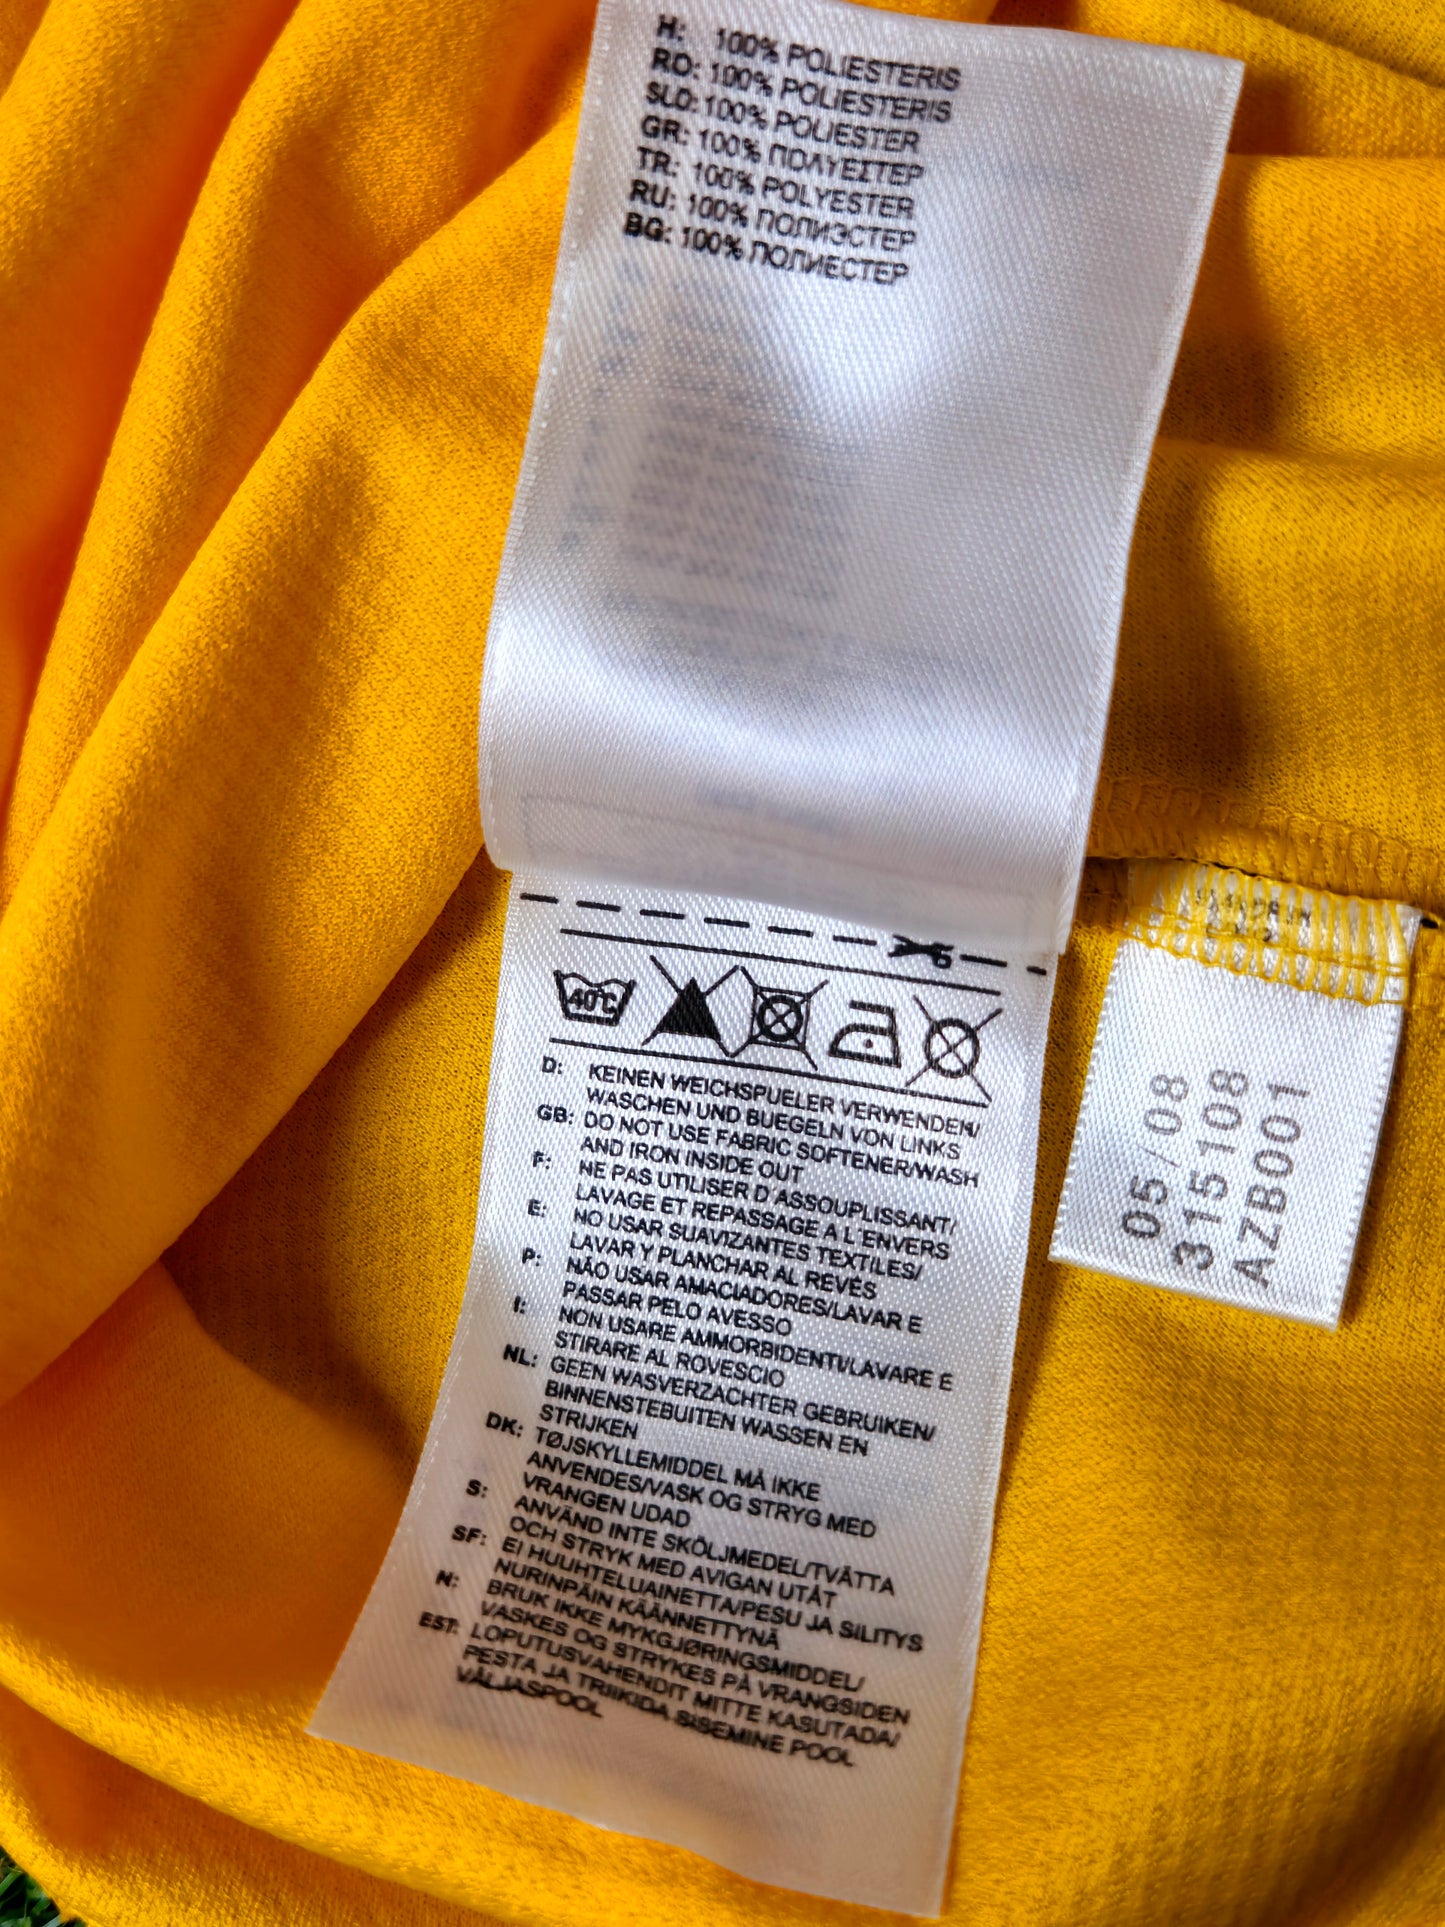 H: 100% POLIESTERIS
RO: 100% POLIESTERIS
SLO: 100% POLIESTER
GR: 100% ΠΟΛΥΕΣΤΕΡ
TR: 100% POLYESTER
RU: 100% ПОЛИЭСТЕР
BG: 100% ПОЛИЕСТЕР
40°C
D: KEINEN WEICHSPUELER VERWENDEN/
WASCHEN UND BUEGELN VON LINKS
GB: DO NOT USE FABRIC SOFTENER/WASH
AND IRON INSIDE OUT
F: NE PAS UTILISER D'ASSOUPLISSANT/
LAVAGE ET REPASSAGE A L'ENVERS
E: NO USAR SUAVIZANTES TEXTILES/
LAVAR Y PLANCHAR AL REVÉS
P: NÃO USAR AMACIADORES/LAVAR E
PASSAR PELO AVESSO
I: NON USARE AMMORBIDENTI/LAVARE E
STIRARE AL ROVESCIO
NL: GEEN WASVERZACHTER GEBRUIKEN/
BINNENSTEBUITEN WASSEN EN
STRIJKEN
DK: TØJSKYLLEMIDDEL MÅ IKKE
ANVENDES/VASK OG STRYG MED
VRANGEN UDAD
S: ANVÄND INTE SKÖLJMEDEL/TVÄTTA
OCH STRYK MED AVIGAN UTÅT
SF: EI HUUHTELUAINETTA/PESU JA SILITYS
NURINPÄIN KÄÄNNETTYNÄ
N: BRUK IKKE MYKGJØRINGSMIDDEL/
VASKES OG STRYKES PÅ VRANGSIDEN
EST: LOPUTUSVAHENDIT MITTE KASUTADA/
PESTA JA TRIIKIDA SISEMINE POOL
VÄLJASPOOL
05/08
315108
AZB001